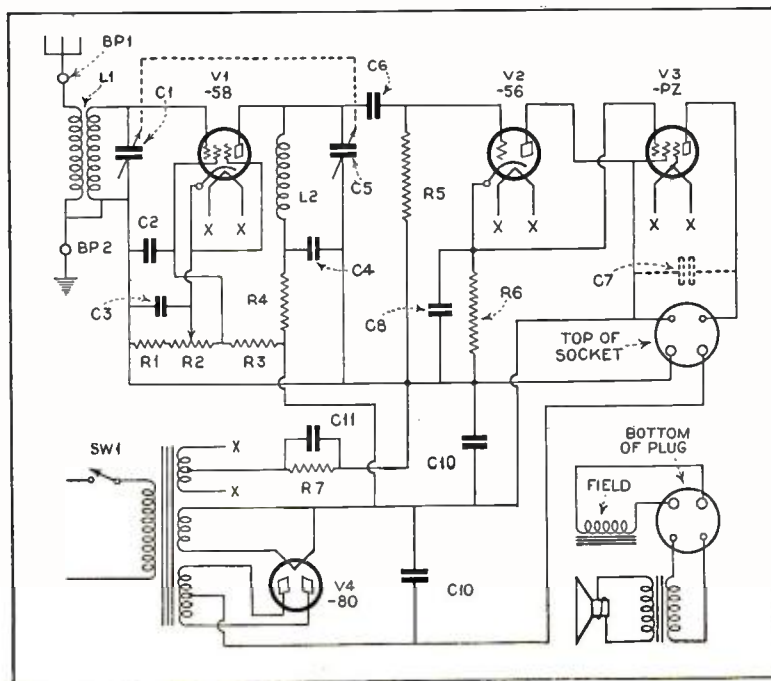 BP1
L1
C1
V1
-58
C6
V2
-56
V3
-PZ
C5
L2
R5
X X
X X
X X
BP2
C2
C4
C7
C3
R4
C8
R6
R1 R2 R3
TOP OF
SOCKET
SW1
X
C11
C10
BOTTOM
OF PLUG
X
R7
FIELD
V4
-80
C10